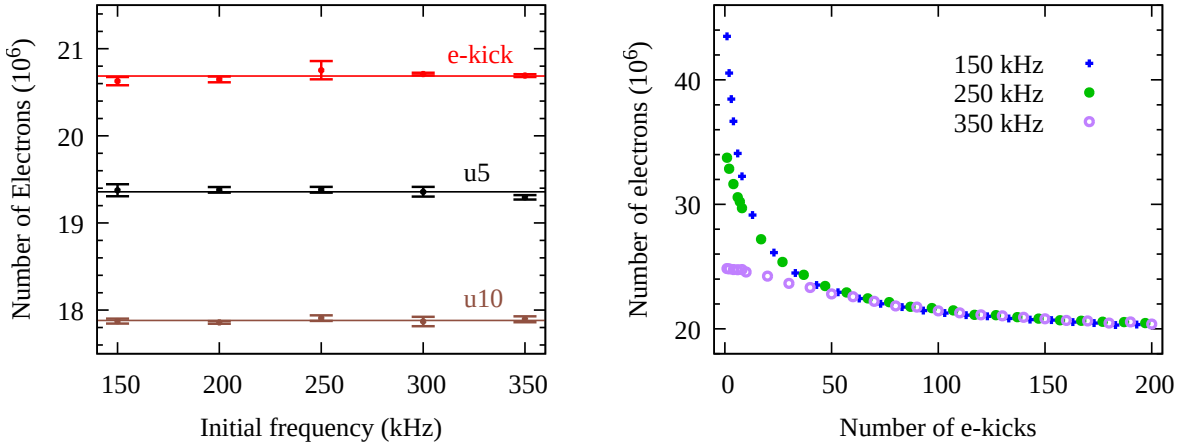 Number of Electrons (10⁶)
21
20
19
18
17
e-kick
u5
u10
150
200
250
300
350
Initial frequency (kHz)
Number of electrons (10⁶)
40
30
20
150 kHz
250 kHz
350 kHz
0
50
100
150
200
Number of e-kicks